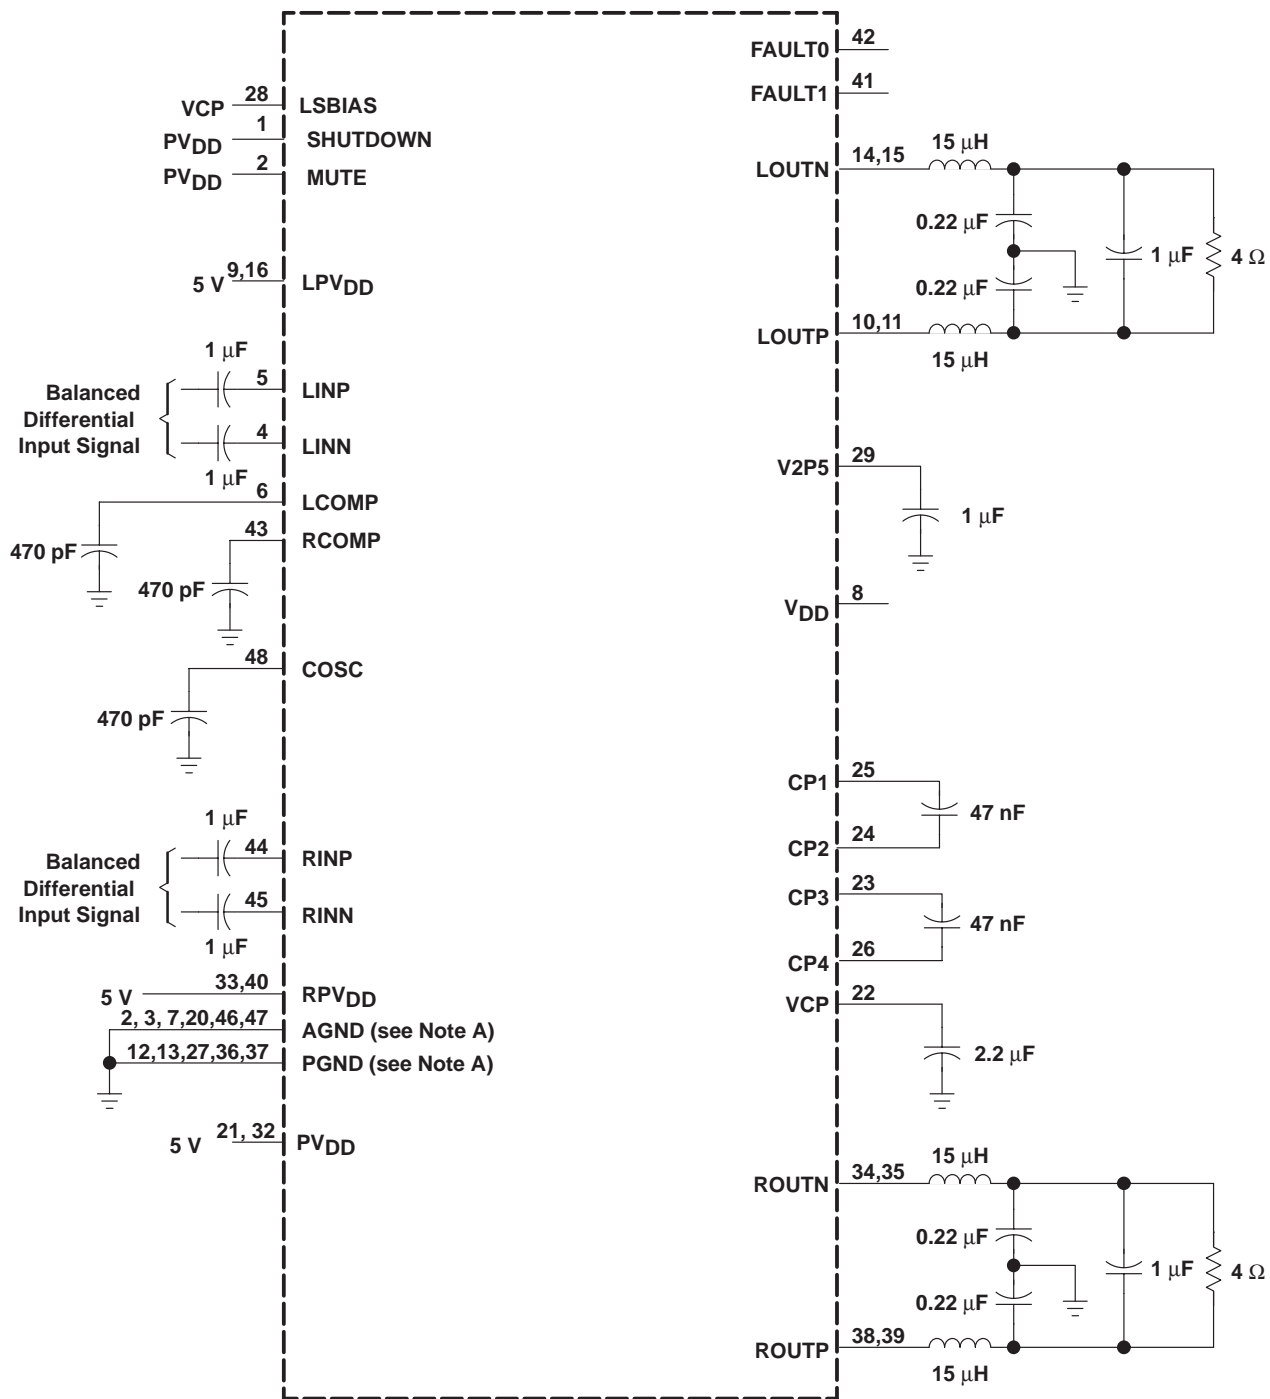 FAULT0 42
FAULT1 41
VCP 28 LSBIAS
PVDD 1 SHUTDOWN
PVDD 2 MUTE
15 μH
LOUTN 14,15
0.22 μF
1 μF 4 Ω
0.22 μF
LOUTP 10,11
15 μH
5 V 9,16 LPVDD
1 μF
5 LINP
Balanced
Differential
Input Signal
4 LINN
1 μF
V2P5 29
1 μF
6 LCOMP
470 pF
43 RCOMP
470 pF
VDD 8
48 COSC
470 pF
CP1 25
47 nF
CP2 24
1 μF
44 RINP
Balanced
Differential
Input Signal
45 RINN
1 μF
CP3 23
47 nF
CP4 26
5 V 33,40 RPVDD
VCP 22
2.2 μF
2, 3, 7,20,46,47 AGND (see Note A)
12,13,27,36,37 PGND (see Note A)
5 V 21, 32 PVDD
15 μH
ROUTN 34,35
0.22 μF
1 μF 4 Ω
0.22 μF
ROUTP 38,39
15 μH